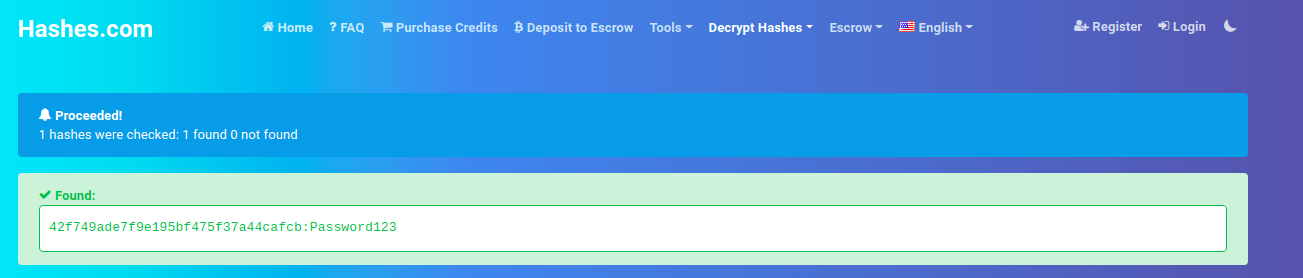 Hashes.com Home ? FAQ Purchase Credits Deposit to Escrow Tools Decrypt Hashes Escrow English Register Login
Proceeded!
1 hashes were checked: 1 found 0 not found
Found:
42f749ade7f9e195bf475f37a44cafcb:Password123